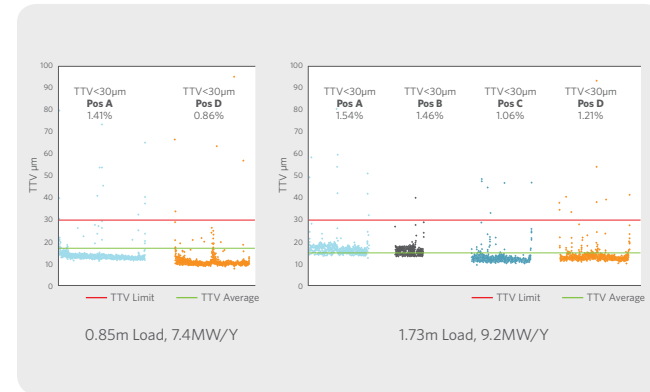 100
90
80
70
60
50
40
30
20
10
0
TTV µm
TTV<30µm
Pos A
1.41%
TTV<30µm
Pos D
0.86%
TTV Limit
TTV Average
0.85m Load, 7.4MW/Y
100
90
80
70
60
50
40
30
20
10
0
TTV µm
TTV<30µm
Pos A
1.54%
TTV<30µm
Pos B
1.46%
TTV<30µm
Pos C
1.06%
TTV<30µm
Pos D
1.21%
TTV Limit
TTV Average
1.73m Load, 9.2MW/Y